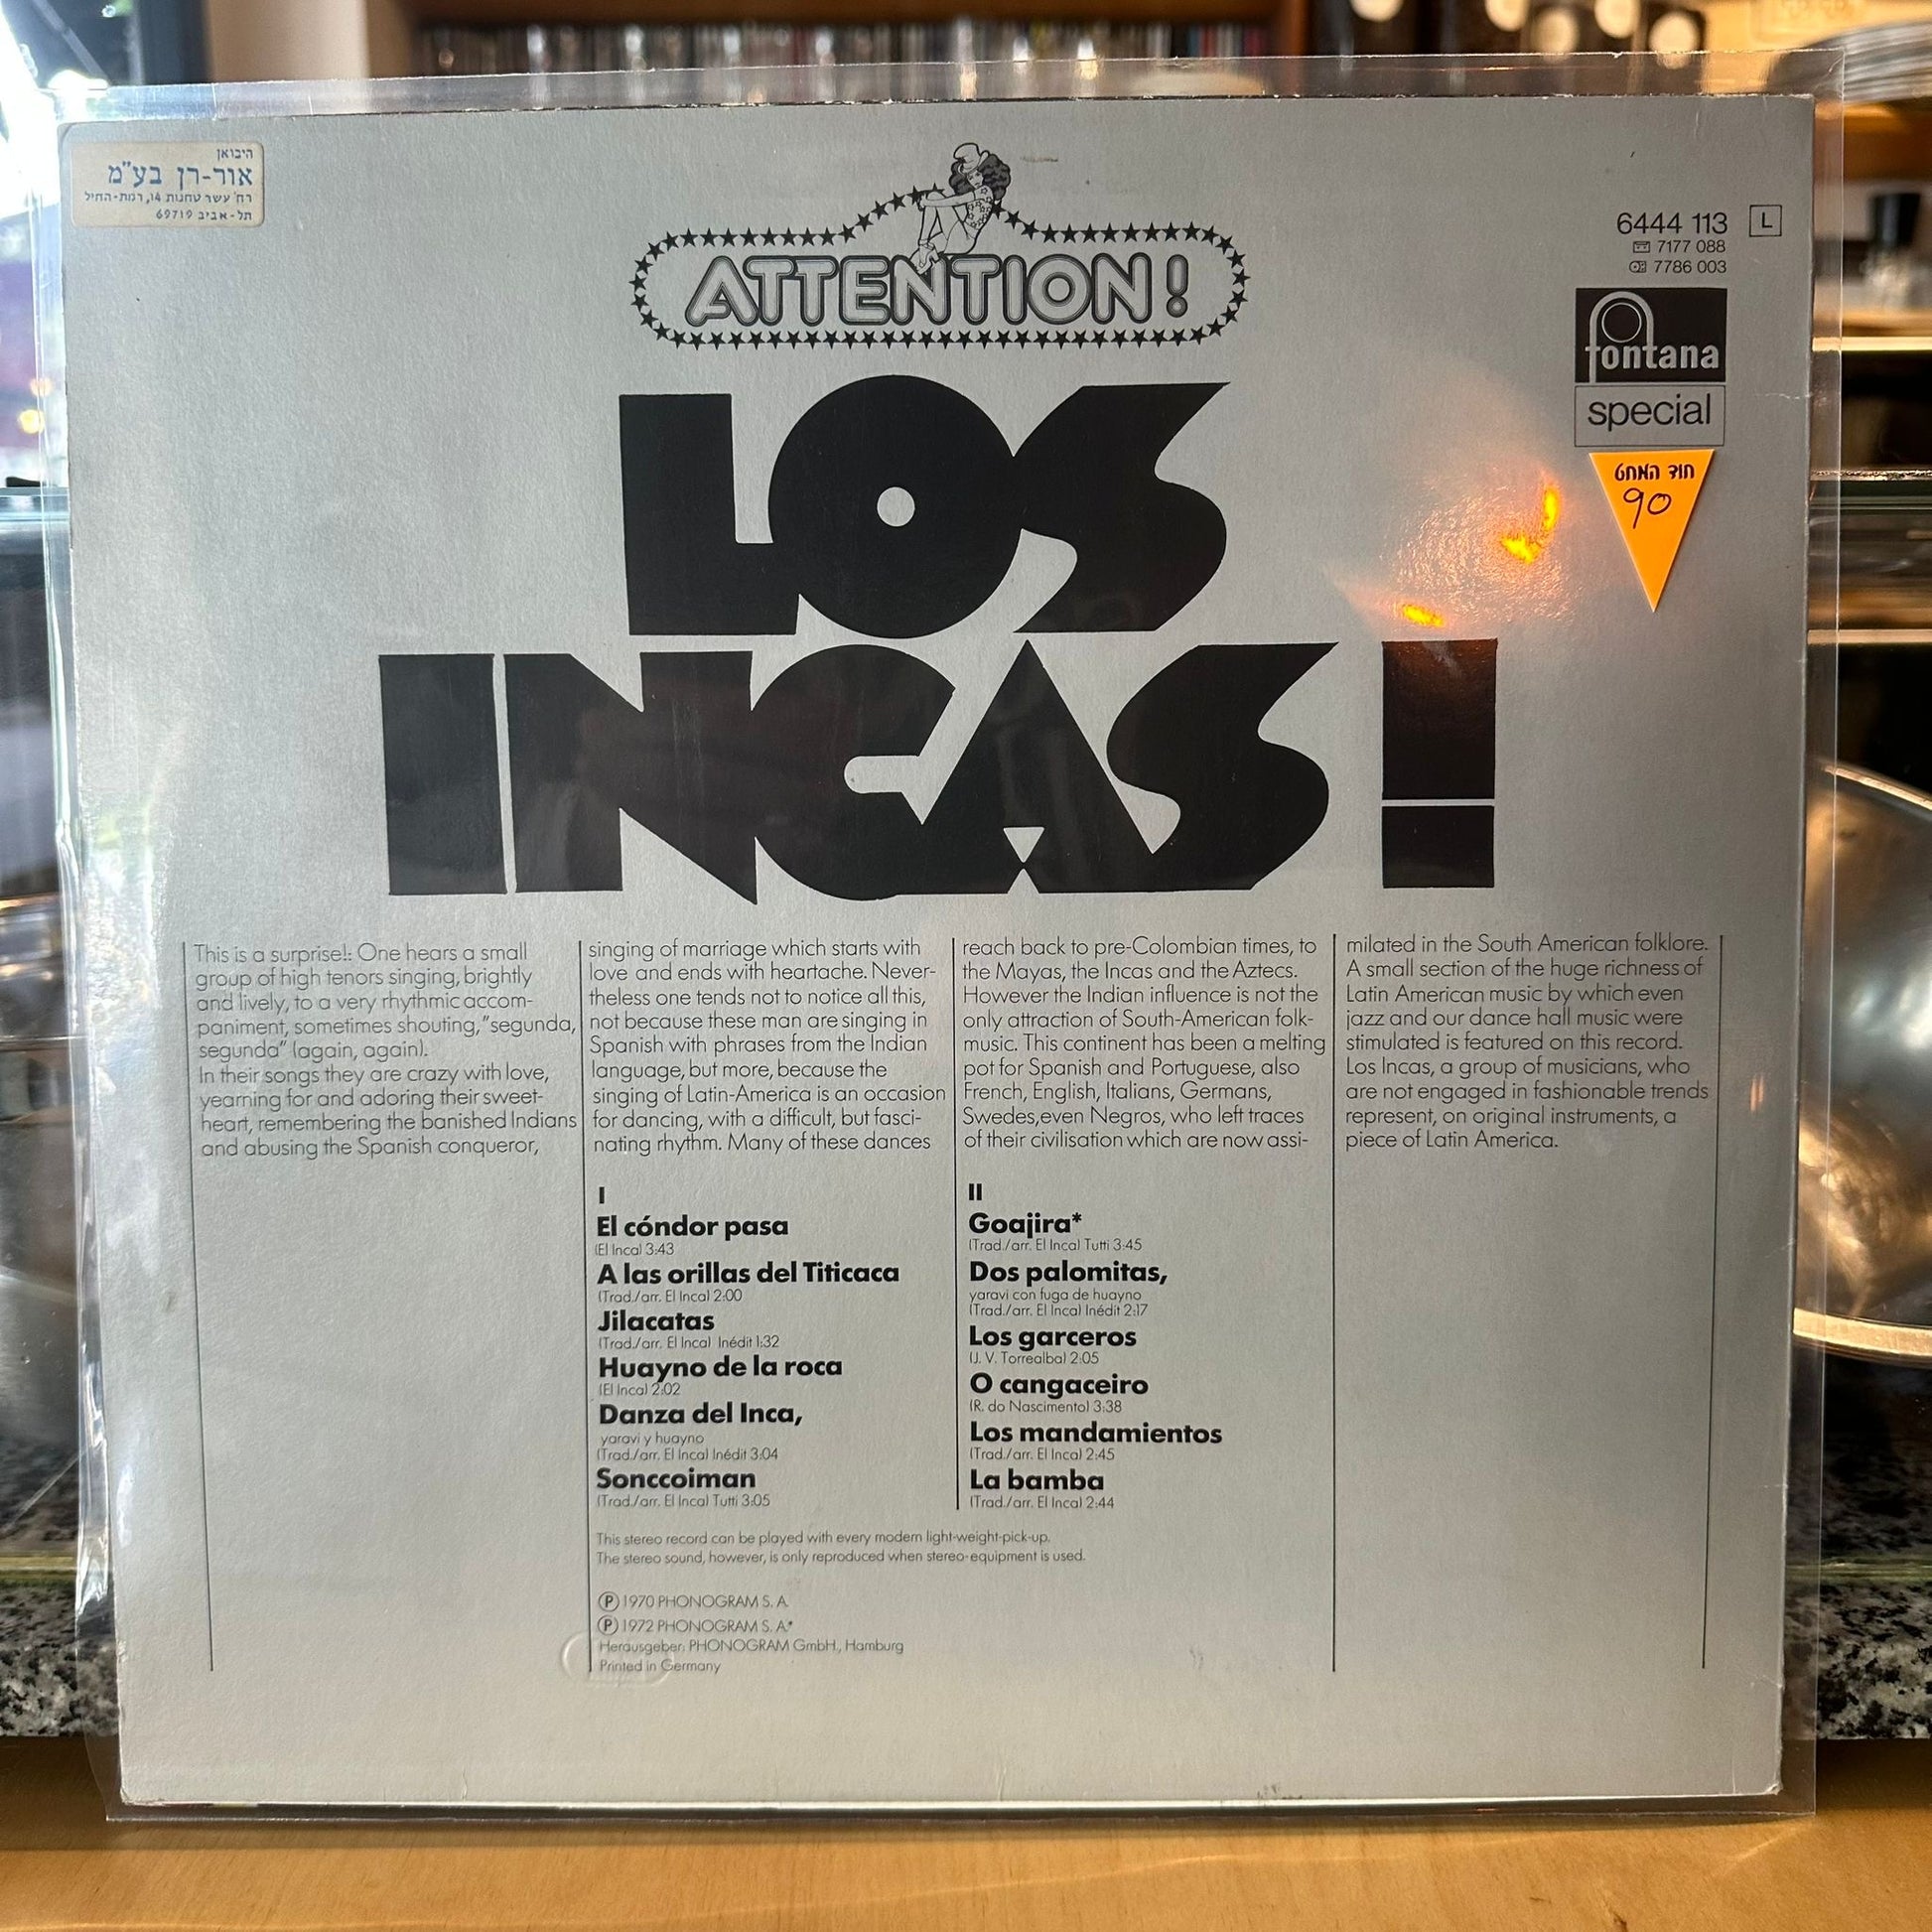 היבואן
אור-רן בע"מ
רח' עשר טחנות 14, רמת-החיל
תל-אביב 69719
ATTENTION!
6444 113 L
7177 088
7786 003
fontana
special
חוד המחט
90
LOS
INCAS!
This is a surprise!: One hears a small
group of high tenors singing, brightly
and lively, to a very rhythmic accom-
paniment, sometimes shouting, "segunda,
segunda" (again, again).
In their songs they are crazy with love,
yearning for and adoring their sweet-
heart, remembering the banished Indians
and abusing the Spanish conqueror,
singing of marriage which starts with
love and ends with heartache. Never-
theless one tends not to notice all this,
not because these man are singing in
Spanish with phrases from the Indian
language, but more, because the
singing of Latin-America is an occasion
for dancing, with a difficult, but fasci-
nating rhythm. Many of these dances
reach back to pre-Colombian times, to
the Mayas, the Incas and the Aztecs.
However the Indian influence is not the
only attraction of South-American folk-
music. This continent has been a melting
pot for Spanish and Portuguese, also
French, English, Italians, Germans,
Swedes, even Negros, who left traces
of their civilisation which are now assi-
milated in the South American folklore.
A small section of the huge richness of
Latin American music by which even
jazz and our dance hall music were
stimulated is featured on this record.
Los Incas, a group of musicians, who
are not engaged in fashionable trends
represent, on original instruments, a
piece of Latin America.
I
El cóndor pasa
(El Inca) 3:43
A las orillas del Titicaca
(Trad./arr. El Inca) 2:00
Jilacatas
(Trad./arr. El Inca) Inédit 1:32
Huayno de la roca
(El Inca) 2:02
Danza del Inca,
yaravi y huayno
(Trad./arr. El Inca) Inédit 3:04
Sonccoiman
(Trad./arr. El Inca) Tutti 3:05
II
Goajira*
(Trad./arr. El Inca) Tutti 3:45
Dos palomitas,
yaravi con fuga de huayno
(Trad./arr. El Inca) Inédit 2:17
Los garceros
(J. V. Torrealba) 2:05
O cangaceiro
(R. do Nascimento) 3:38
Los mandamientos
(Trad./arr. El Inca) 2:45
La bamba
(Trad./arr. El Inca) 2:44
This stereo record can be played with every modern light-weight-pick-up.
The stereo sound, however, is only reproduced when stereo-equipment is used.
Ⓟ 1970 PHONOGRAM S. A.
Ⓟ 1972 PHONOGRAM S. A.*
Herausgeber: PHONOGRAM GmbH., Hamburg
Printed in Germany